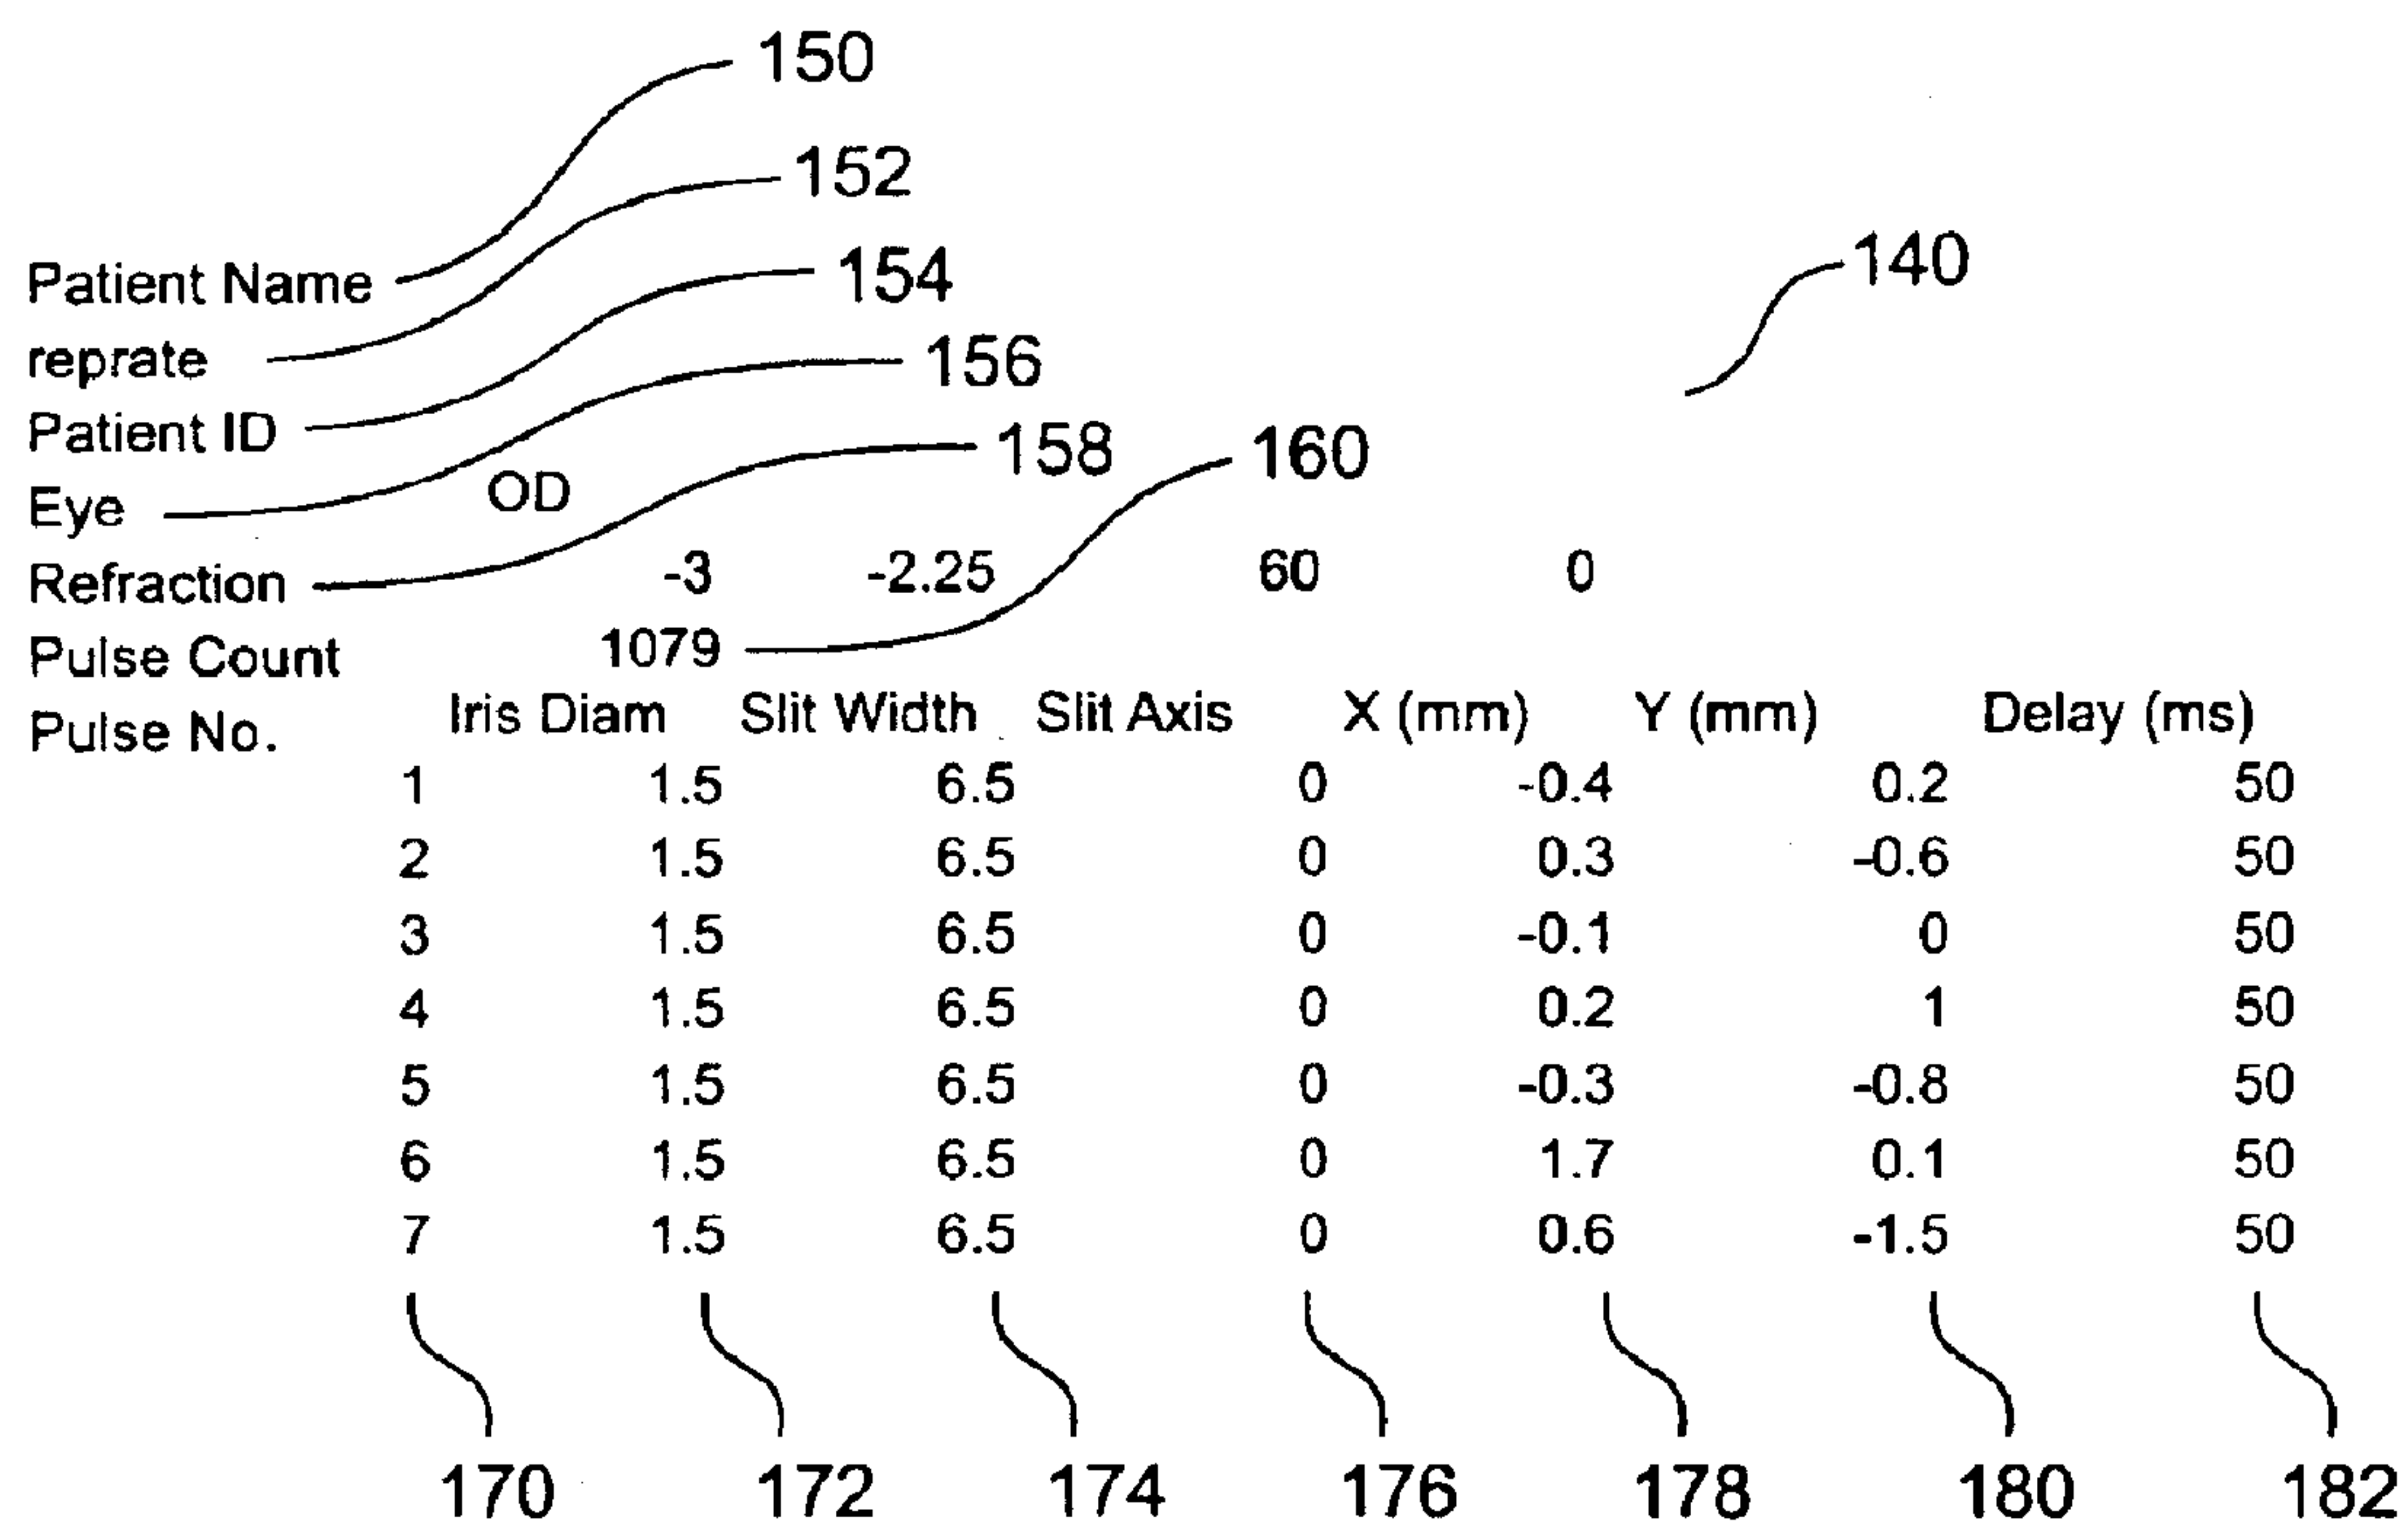 150
152
Patient Name 140
reprate 154
Patient ID 156
Eye OD 158 160
Refraction -3 -2.25 60 0
Pulse Count 1079
Pulse No. Iris Diam Slit Width Slit Axis X (mm) Y (mm) Delay (ms)
1 1.5 6.5 0 -0.4 0.2 50
2 1.5 6.5 0 0.3 -0.6 50
3 1.5 6.5 0 -0.1 0 50
4 1.5 6.5 0 0.2 1 50
5 1.5 6.5 0 -0.3 -0.8 50
6 1.5 6.5 0 1.7 0.1 50
7 1.5 6.5 0 0.6 -1.5 50
170 172 174 176 178 180 182